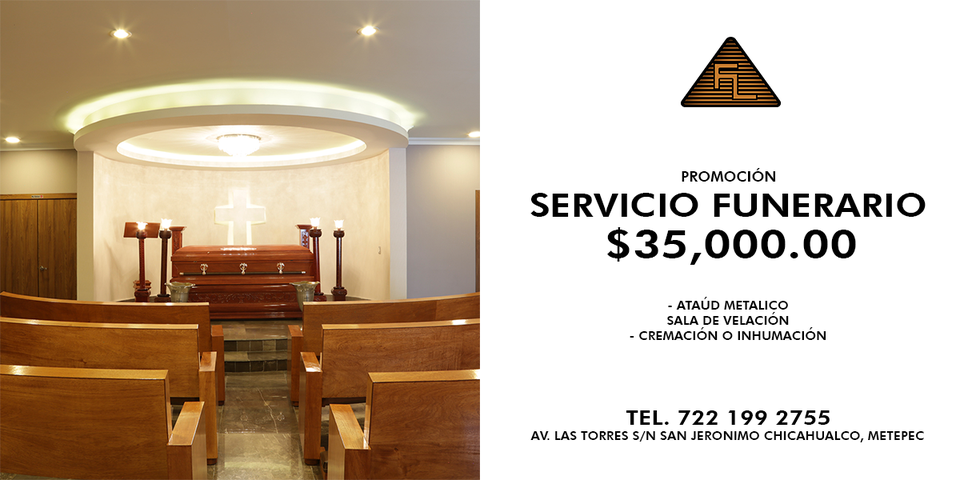 FL
PROMOCIÓN
SERVICIO FUNERARIO
$35,000.00
- ATAÚD METALICO
SALA DE VELACIÓN
- CREMACIÓN O INHUMACIÓN
TEL. 722 199 2755
AV. LAS TORRES S/N SAN JERONIMO CHICAHUALCO, METEPEC